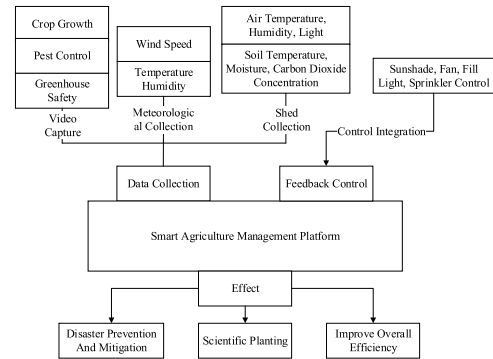 Crop Growth
Pest Control
Greenhouse
Safety
Video
Capture
Wind Speed
Temperature
Humidity
Meteorologic
al Collection
Air Temperature,
Humidity, Light
Soil Temperature,
Moisture, Carbon Dioxide
Concentration
Shed
Collection
Sunshade, Fan, Fill
Light, Sprinkler Control
Control Integration
Data Collection
Feedback Control
Smart Agriculture Management Platform
Effect
Disaster Prevention
And Mitigation
Scientific Planting
Improve Overall
Efficiency